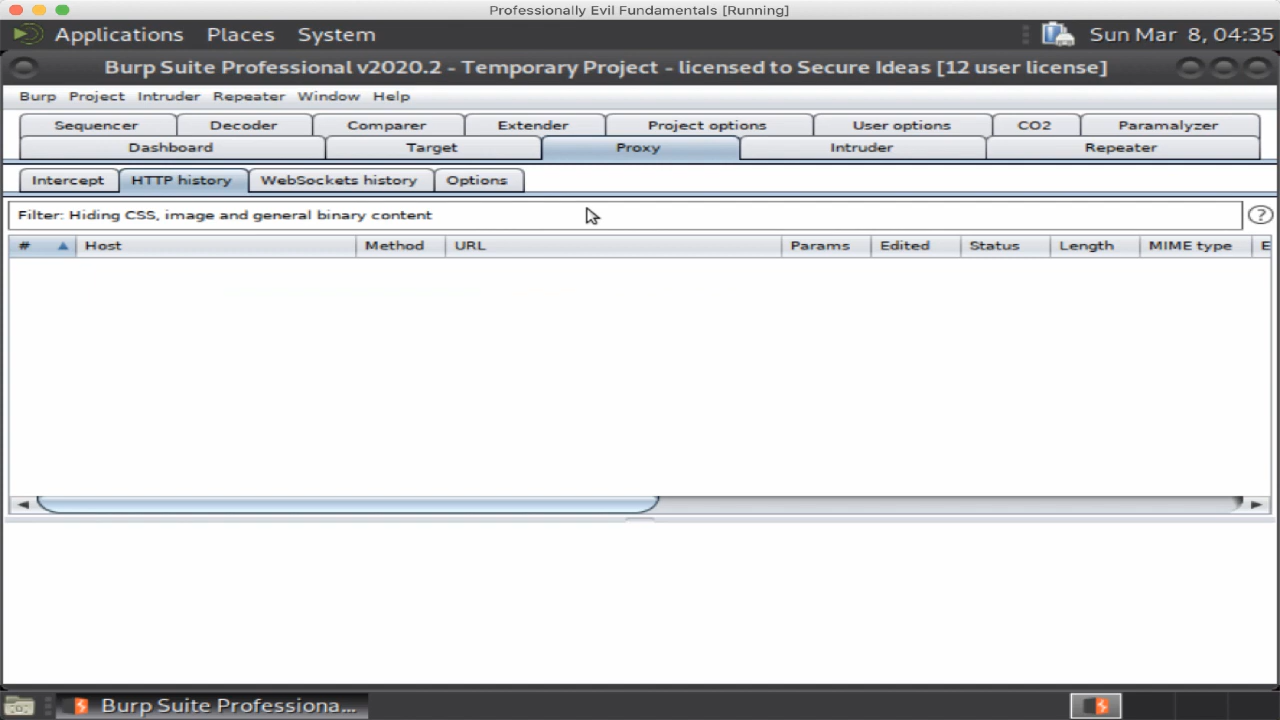 Professionally Evil Fundamentals [Running]
Applications Places System Sun Mar 8, 04:35
Burp Suite Professional v2020.2 - Temporary Project - licensed to Secure Ideas [12 user license]
Burp Project Intruder Repeater Window Help
Sequencer Decoder Comparer Extender Project options User options CO2 Paramalyzer
Dashboard Target Proxy Intruder Repeater
Intercept HTTP history WebSockets history Options
Filter: Hiding CSS, image and general binary content ?
# Host Method URL Params Edited Status Length MIME type E
Burp Suite Professiona...